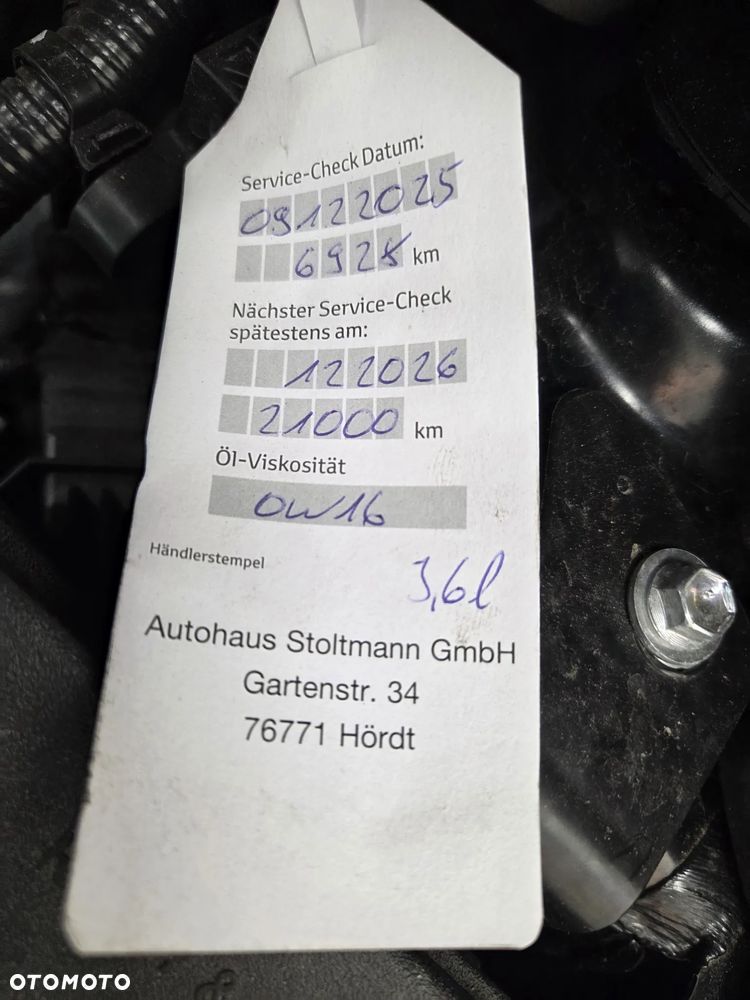 Service-Check Datum:
09122025
6928 km
Nächster Service-Check
spätestens am:
122026
21000 km
Öl-Viskosität
0W16
Händlerstempel
3,6l
Autohaus Stoltmann GmbH
Gartenstr. 34
76771 Hördt
OTOMOTO